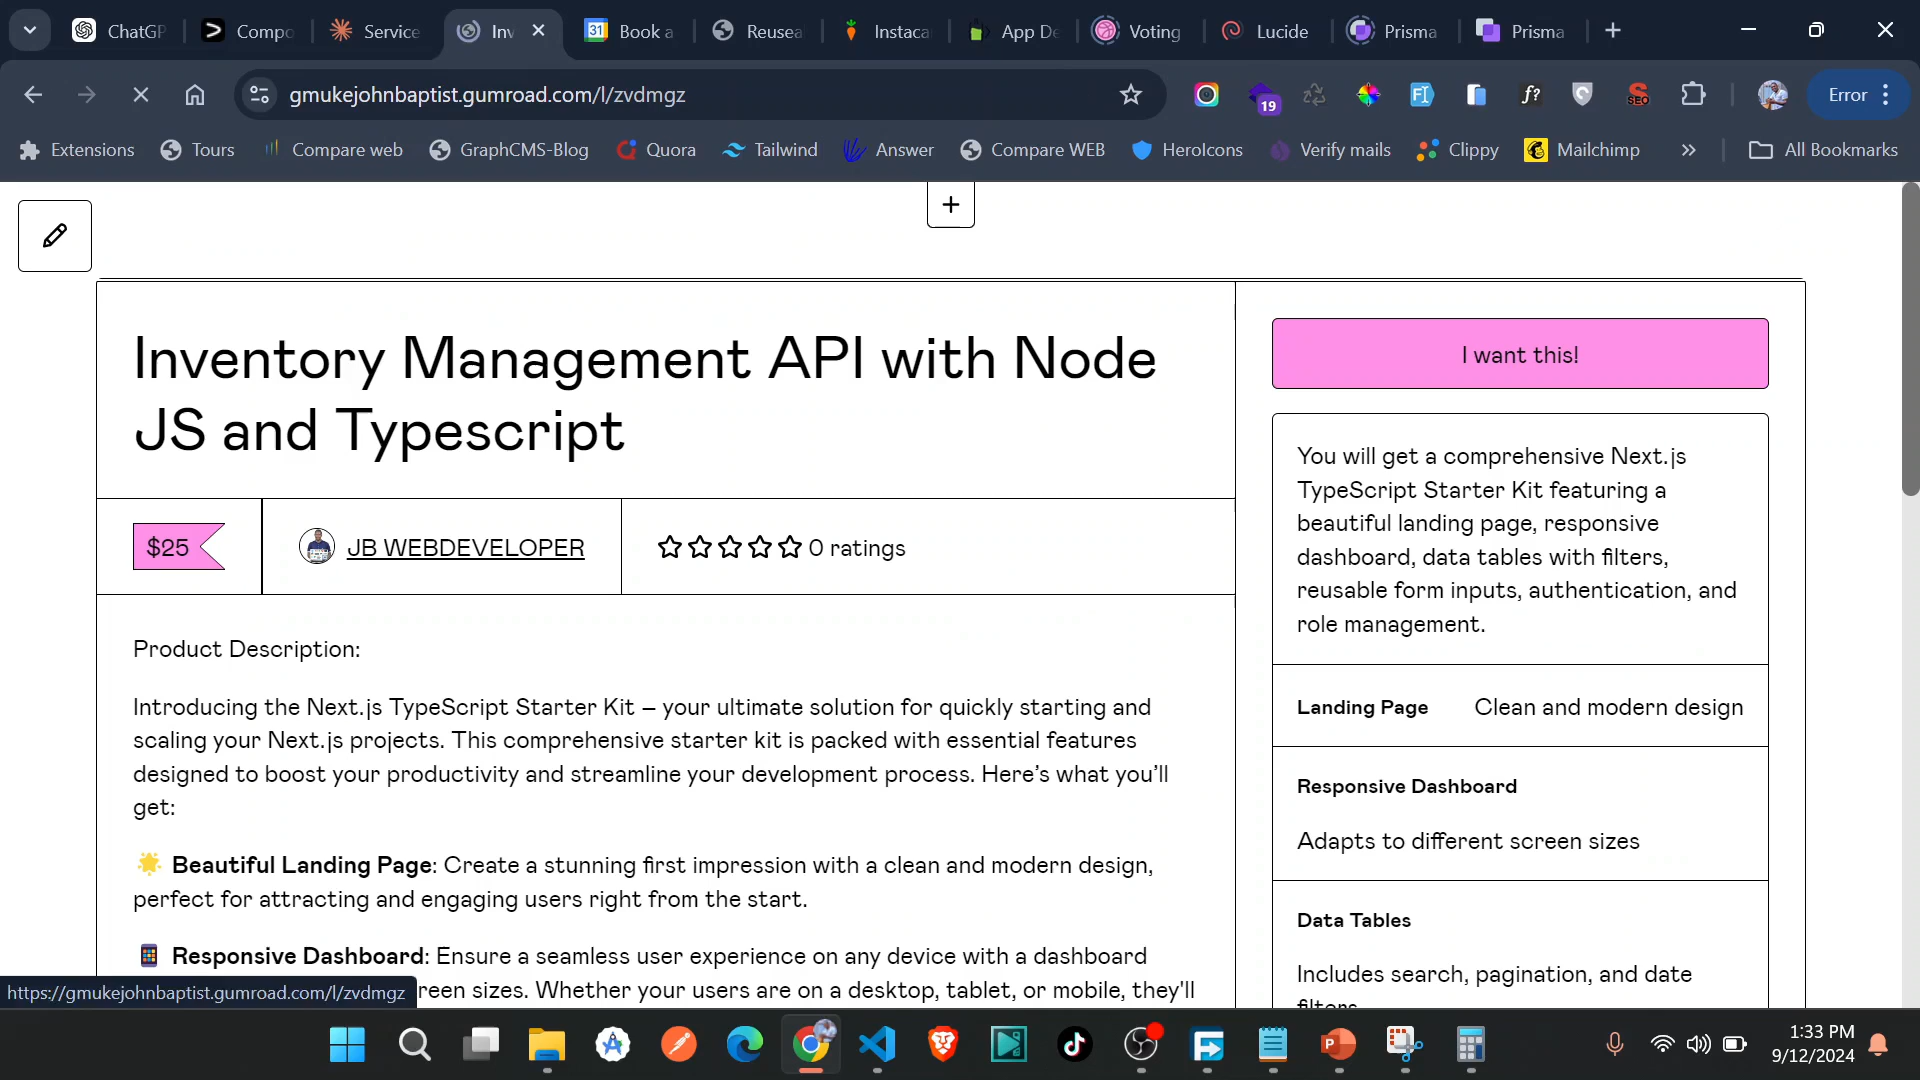 ChatGP
Compo
Service
Inv
Book a
Reusea
Instaca
App De
Voting
Lucide
Prisma
Prisma
gmukejohnbaptist.gumroad.com/l/zvdmgz
19
f?
SEO
Error
Extensions
Tours
Compare web
GraphCMS-Blog
Quora
Tailwind
Answer
Compare WEB
HeroIcons
Verify mails
Clippy
Mailchimp
All Bookmarks
Inventory Management API with Node
JS and Typescript
$25
JB WEBDEVELOPER
0 ratings
Product Description:
Introducing the Next.js TypeScript Starter Kit – your ultimate solution for quickly starting and
scaling your Next.js projects. This comprehensive starter kit is packed with essential features
designed to boost your productivity and streamline your development process. Here's what you'll
get:
🌟 Beautiful Landing Page: Create a stunning first impression with a clean and modern design,
perfect for attracting and engaging users right from the start.
📱 Responsive Dashboard: Ensure a seamless user experience on any device with a dashboard
reen sizes. Whether your users are on a desktop, tablet, or mobile, they'll
https://gmukejohnbaptist.gumroad.com/l/zvdmgz
I want this!
You will get a comprehensive Next.js
TypeScript Starter Kit featuring a
beautiful landing page, responsive
dashboard, data tables with filters,
reusable form inputs, authentication, and
role management.
Landing Page Clean and modern design
Responsive Dashboard
Adapts to different screen sizes
Data Tables
Includes search, pagination, and date
filters
1:33 PM
9/12/2024